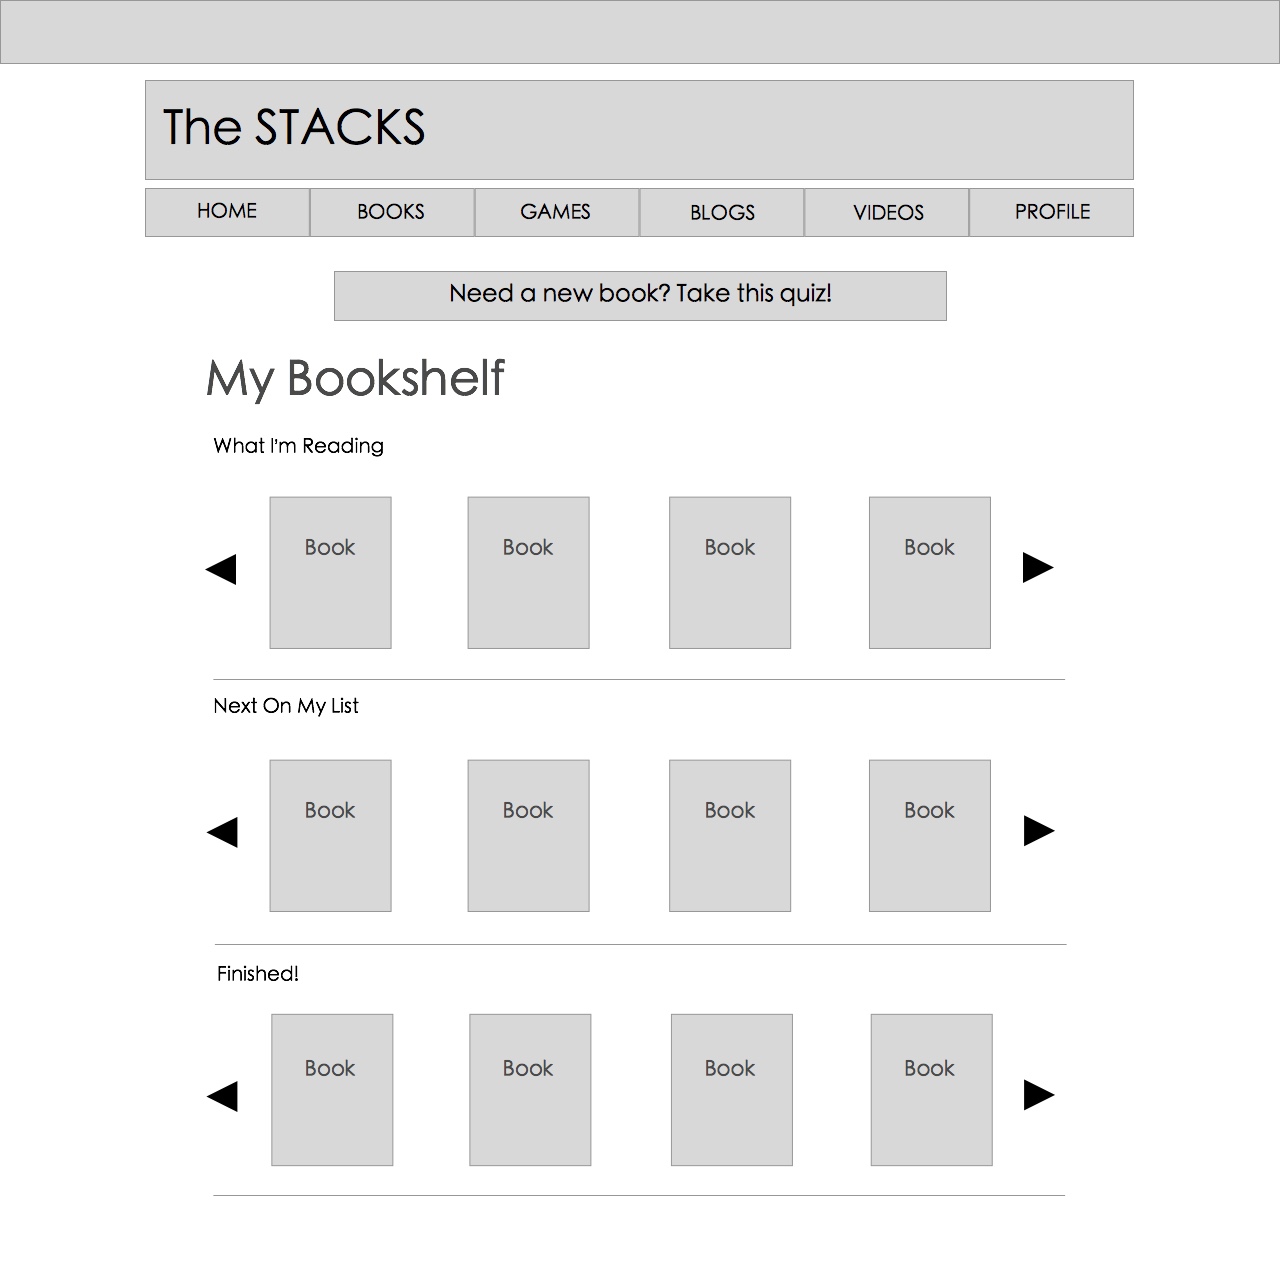 The STACKS
HOME BOOKS GAMES BLOGS VIDEOS PROFILE
Need a new book? Take this quiz!
My Bookshelf
What I'm Reading
Book Book Book Book
Next On My List
Book Book Book Book
Finished!
Book Book Book Book